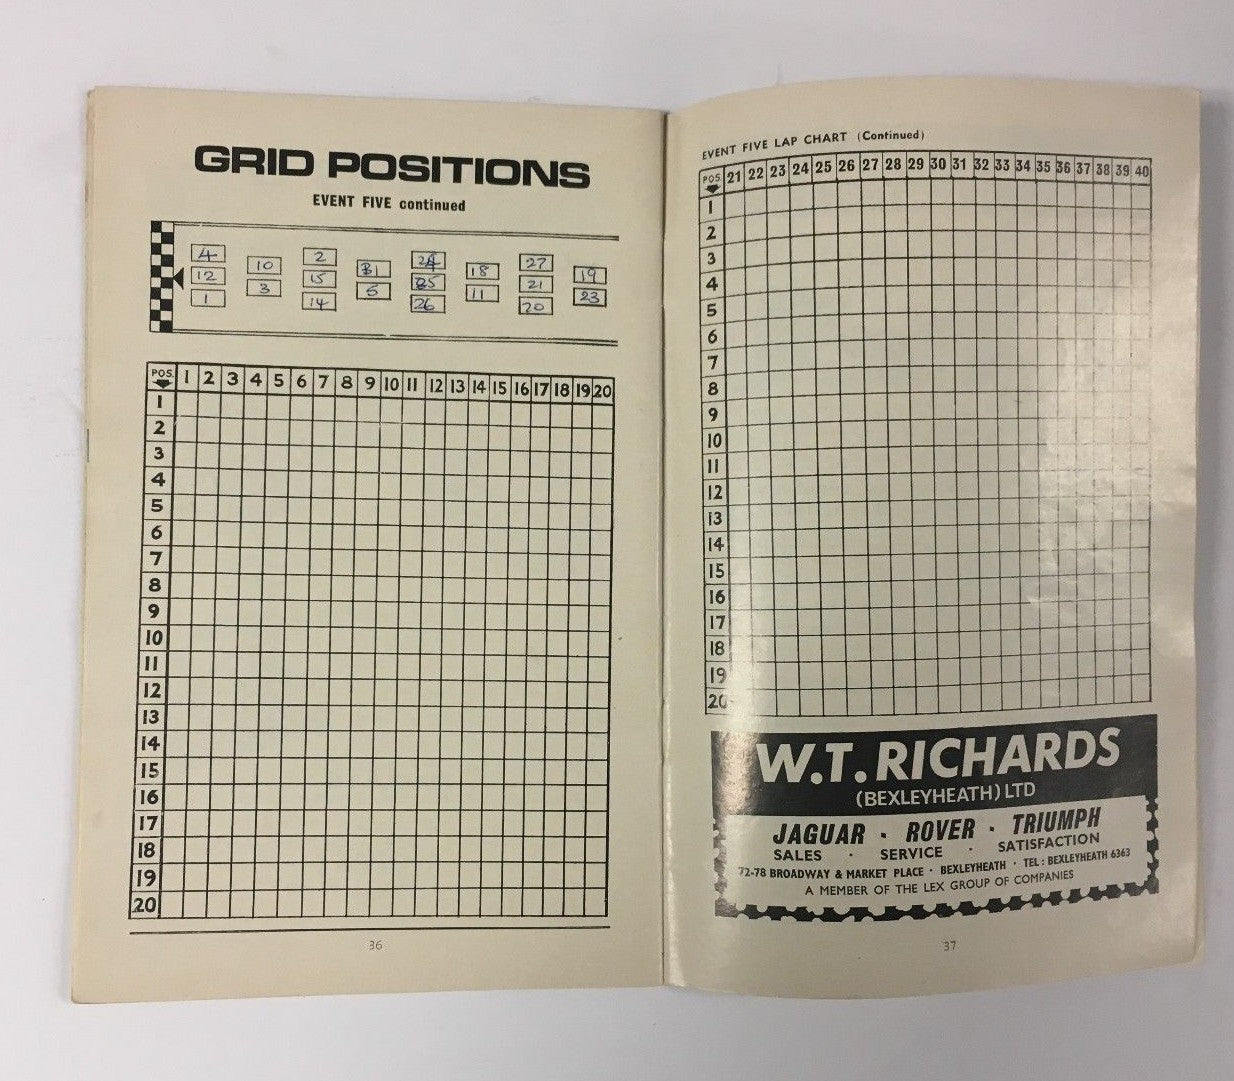 GRID POSITIONS
EVENT FIVE continued
4 2 27
10 18 19
12 15 21
3 5 11 23
1 14 26 20
POS. 1 2 3 4 5 6 7 8 9 10 11 12 13 14 15 16 17 18 19 20
1
2
3
4
5
6
7
8
9
10
11
12
13
14
15
16
17
18
19
20
36
EVENT FIVE LAP CHART (Continued)
POS. 21 22 23 24 25 26 27 28 29 30 31 32 33 34 35 36 37 38 39 40
1
2
3
4
5
6
7
8
9
10
11
12
13
14
15
16
17
18
19
20
W.T. RICHARDS
(BEXLEYHEATH) LTD
JAGUAR · ROVER · TRIUMPH
SALES · SERVICE · SATISFACTION
72-78 BROADWAY & MARKET PLACE · BEXLEYHEATH · TEL: BEXLEYHEATH 6363
A MEMBER OF THE LEX GROUP OF COMPANIES
37